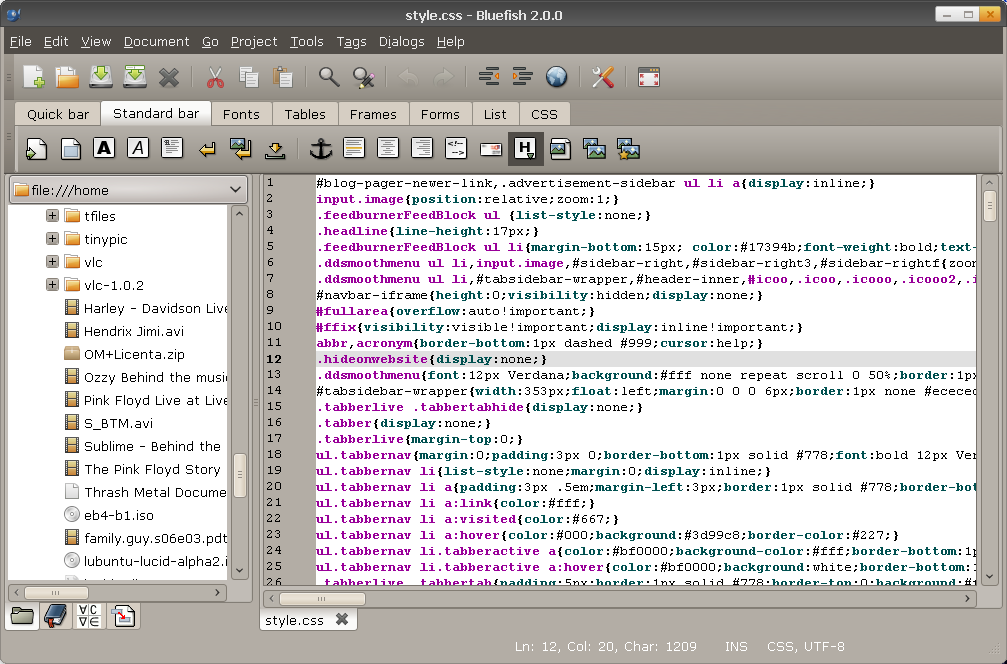 style.css - Bluefish 2.0.0
File Edit View Document Go Project Tools Tags Dialogs Help
Quick bar Standard bar Fonts Tables Frames Forms List CSS
file:///home
tfiles
tinypic
vlc
vlc-1.0.2
Harley - Davidson Live
Hendrix Jimi.avi
OM+Licenta.zip
Ozzy Behind the musi
Pink Floyd Live at Live
S_BTM.avi
Sublime - Behind the
The Pink Floyd Story
Thrash Metal Docume
eb4-b1.iso
family.guy.s06e03.pdt
lubuntu-lucid-alpha2.i
1 #blog-pager-newer-link,.advertisement-sidebar ul li a{display:inline;}
2 input.image{position:relative;zoom:1;}
3 .feedburnerFeedBlock ul {list-style:none;}
4 .headline{line-height:17px;}
5 .feedburnerFeedBlock ul li{margin-bottom:15px; color:#17394b;font-weight:bold;text-
6 .ddsmoothmenu ul li,input.image,#sidebar-right,#sidebar-right3,#sidebar-rightf{zoom
7 .ddsmoothmenu ul li,#tabsidebar-wrapper,#header-inner,#icoo,.icoo,.icooo,.icooo2,.i
8 #navbar-iframe{height:0;visibility:hidden;display:none;}
9 #fullarea{overflow:auto!important;}
10 #ffix{visibility:visible!important;display:inline!important;}
11 abbr,acronym{border-bottom:1px dashed #999;cursor:help;}
12 .hideonwebsite{display:none;}
13 .ddsmoothmenu{font:12px Verdana;background:#fff none repeat scroll 0 50%;border:1px
14 #tabsidebar-wrapper{width:353px;float:left;margin:0 0 0 6px;border:1px none #ececec
15 .tabberlive .tabbertabhide{display:none;}
16 .tabber{display:none;}
17 .tabberlive{margin-top:0;}
18 ul.tabbernav{margin:0;padding:3px 0;border-bottom:1px solid #778;font:bold 12px Ver
19 ul.tabbernav li{list-style:none;margin:0;display:inline;}
20 ul.tabbernav li a{padding:3px .5em;margin-left:3px;border:1px solid #778;border-bot
21 ul.tabbernav li a:link{color:#fff;}
22 ul.tabbernav li a:visited{color:#667;}
23 ul.tabbernav li a:hover{color:#000;background:#3d99c8;border-color:#227;}
24 ul.tabbernav li.tabberactive a{color:#bf0000;background-color:#fff;border-bottom:1p
25 ul.tabbernav li.tabberactive a:hover{color:#bf0000;background:white;border-bottom:1
26 .tabberlive .tabbertab{padding:5px;border:1px solid #778;border-top:0;background:#f
style.css
Ln: 12, Col: 20, Char: 1209 INS CSS, UTF-8